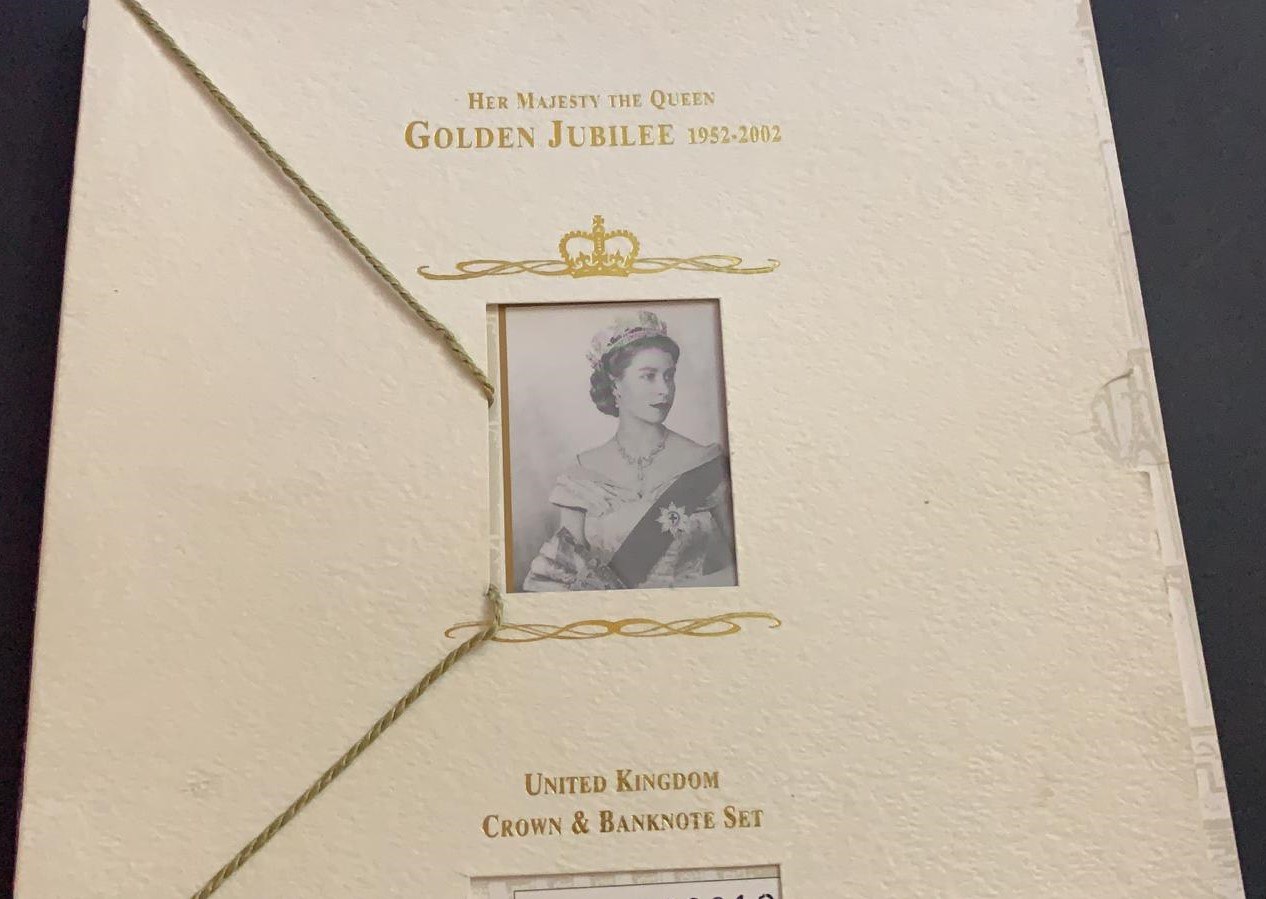 HER MAJESTY THE QUEEN
GOLDEN JUBILEE 1952-2002
UNITED KINGDOM
CROWN & BANKNOTE SET